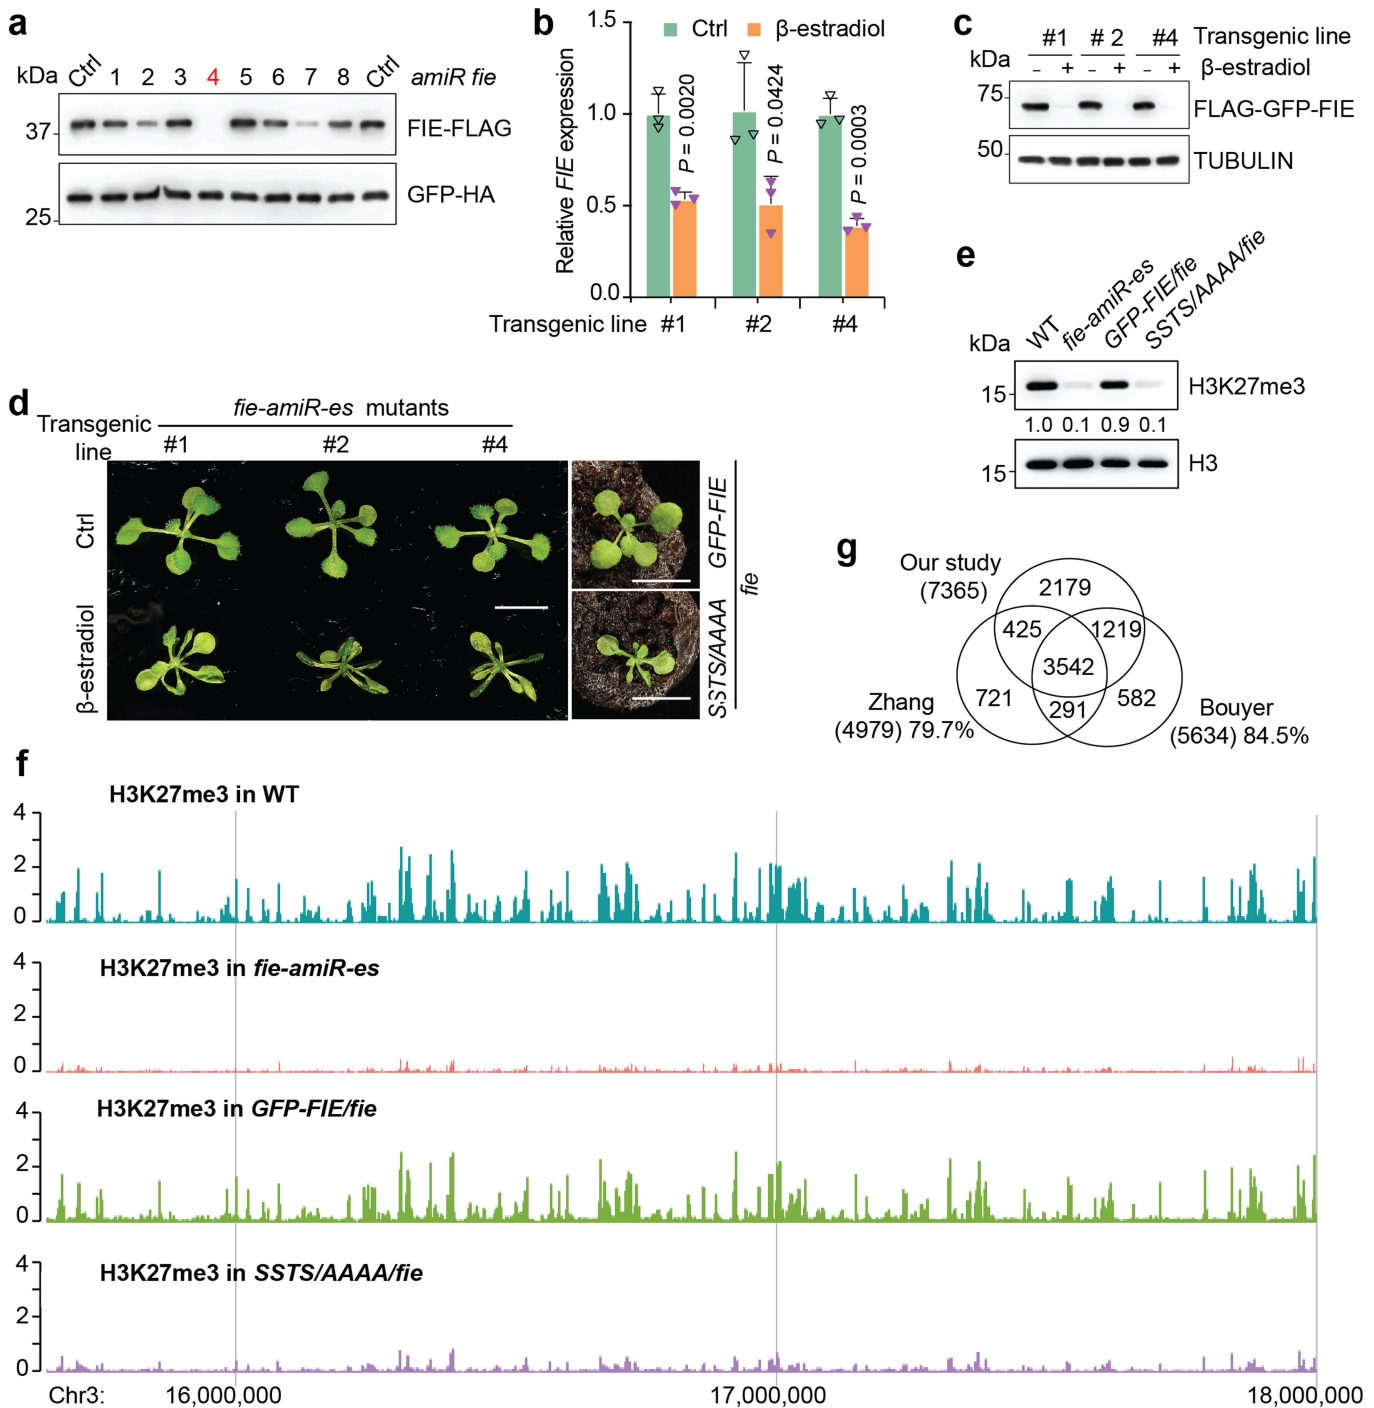 a
kDa Ctrl 1 2 3 4 5 6 7 8 Ctrl amiR fie
37 FIE-FLAG
GFP-HA
25
b
Ctrl β-estradiol
Relative FIE expression
1.5
1.0
0.5
0.0
P = 0.0020
P = 0.0424
P = 0.0003
Transgenic line #1 #2 #4
c
#1 # 2 #4 Transgenic line
kDa - + - + - + β-estradiol
75 FLAG-GFP-FIE
50 TUBULIN
d
fie-amiR-es mutants
Transgenic line
#1 #2 #4
Ctrl
β-estradiol
GFP-FIE
SSTS/AAAA
fie
e
kDa WT fie-amiR-es GFP-FIE/fie SSTS/AAAA/fie
15 H3K27me3
1.0 0.1 0.9 0.1
15 H3
g
Our study
(7365)
2179
425 1219
3542
721 291 582
Zhang
(4979) 79.7%
Bouyer
(5634) 84.5%
f
H3K27me3 in WT
4
2
0
H3K27me3 in fie-amiR-es
4
2
0
H3K27me3 in GFP-FIE/fie
4
2
0
H3K27me3 in SSTS/AAAA/fie
4
2
0
Chr3: 16,000,000 17,000,000 18,000,000